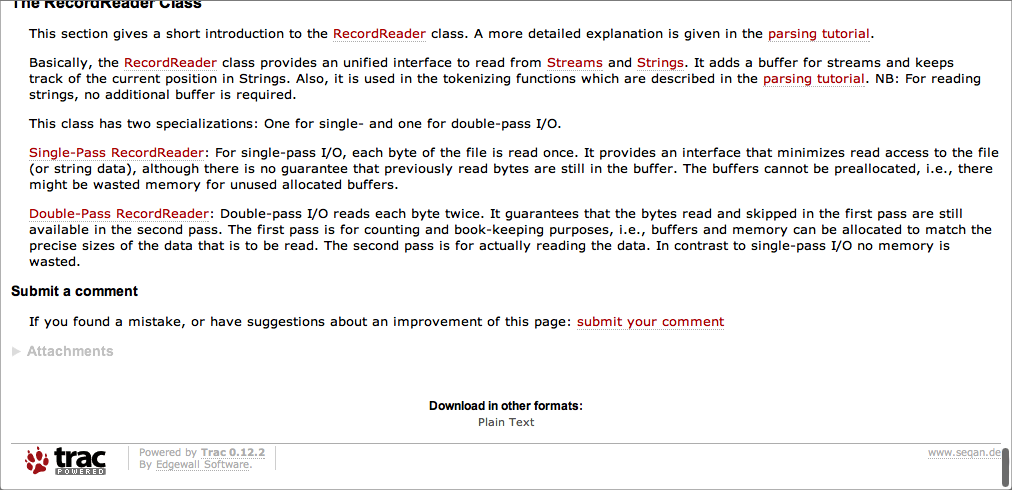 The RecordReader Class
This section gives a short introduction to the RecordReader class. A more detailed explanation is given in the parsing tutorial.
Basically, the RecordReader class provides an unified interface to read from Streams and Strings. It adds a buffer for streams and keeps
track of the current position in Strings. Also, it is used in the tokenizing functions which are described in the parsing tutorial. NB: For reading
strings, no additional buffer is required.
This class has two specializations: One for single- and one for double-pass I/O.
Single-Pass RecordReader: For single-pass I/O, each byte of the file is read once. It provides an interface that minimizes read access to the file
(or string data), although there is no guarantee that previously read bytes are still in the buffer. The buffers cannot be preallocated, i.e., there
might be wasted memory for unused allocated buffers.
Double-Pass RecordReader: Double-pass I/O reads each byte twice. It guarantees that the bytes read and skipped in the first pass are still
available in the second pass. The first pass is for counting and book-keeping purposes, i.e., buffers and memory can be allocated to match the
precise sizes of the data that is to be read. The second pass is for actually reading the data. In contrast to single-pass I/O no memory is
wasted.
Submit a comment
If you found a mistake, or have suggestions about an improvement of this page: submit your comment
Attachments
Download in other formats:
Plain Text
trac
POWERED
Powered by Trac 0.12.2
By Edgewall Software.
www.seqan.de